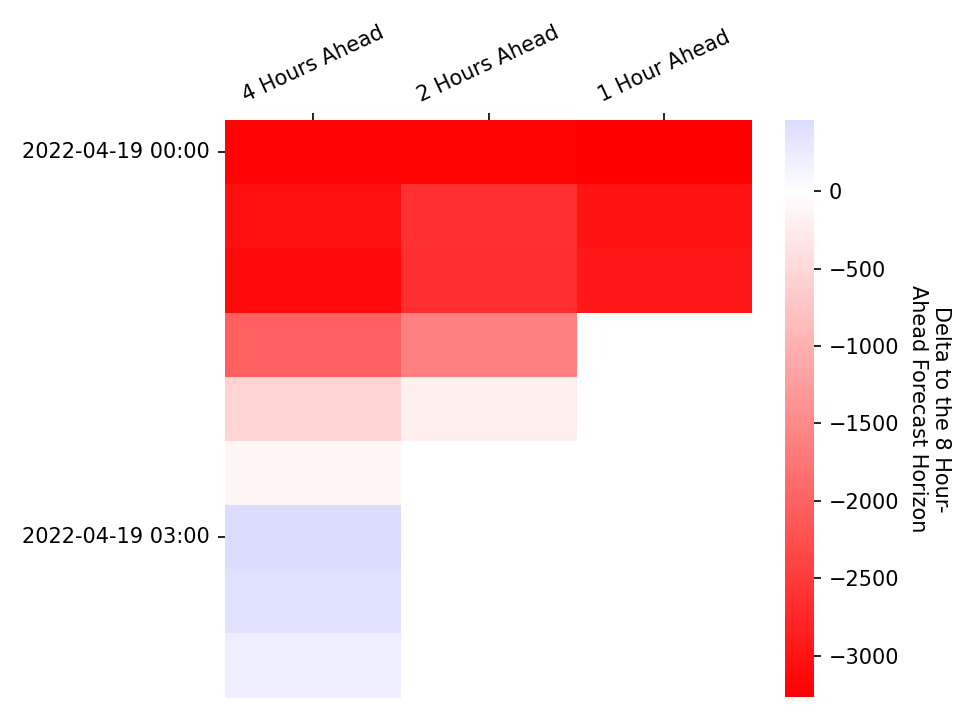 4 Hours Ahead
2 Hours Ahead
1 Hour Ahead
2022-04-19 00:00
2022-04-19 03:00
0
−500
−1000
−1500
−2000
−2500
−3000
Delta to the 8 Hour-
Ahead Forecast Horizon